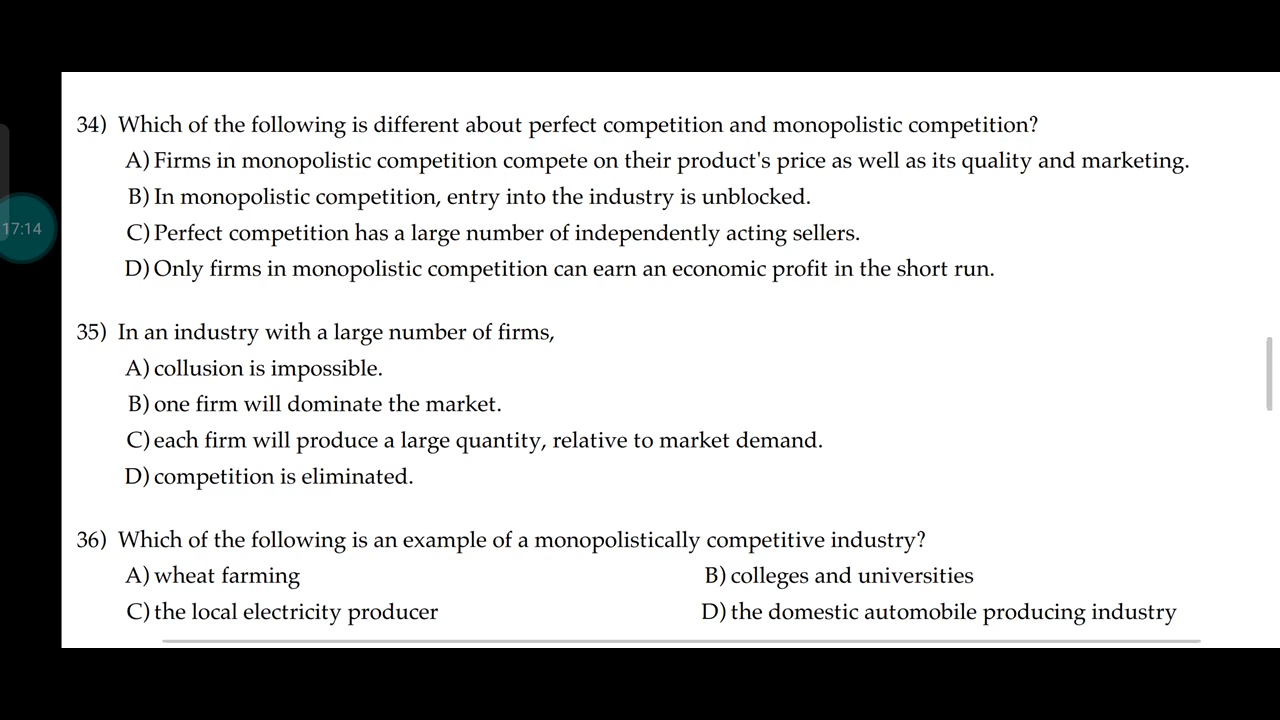 34) Which of the following is different about perfect competition and monopolistic competition?
A) Firms in monopolistic competition compete on their product's price as well as its quality and marketing.
B) In monopolistic competition, entry into the industry is unblocked.
C) Perfect competition has a large number of independently acting sellers.
17:14
D) Only firms in monopolistic competition can earn an economic profit in the short run.
35) In an industry with a large number of firms,
A) collusion is impossible.
B) one firm will dominate the market.
C) each firm will produce a large quantity, relative to market demand.
D) competition is eliminated.
36) Which of the following is an example of a monopolistically competitive industry?
A) wheat farming B) colleges and universities
C) the local electricity producer D) the domestic automobile producing industry